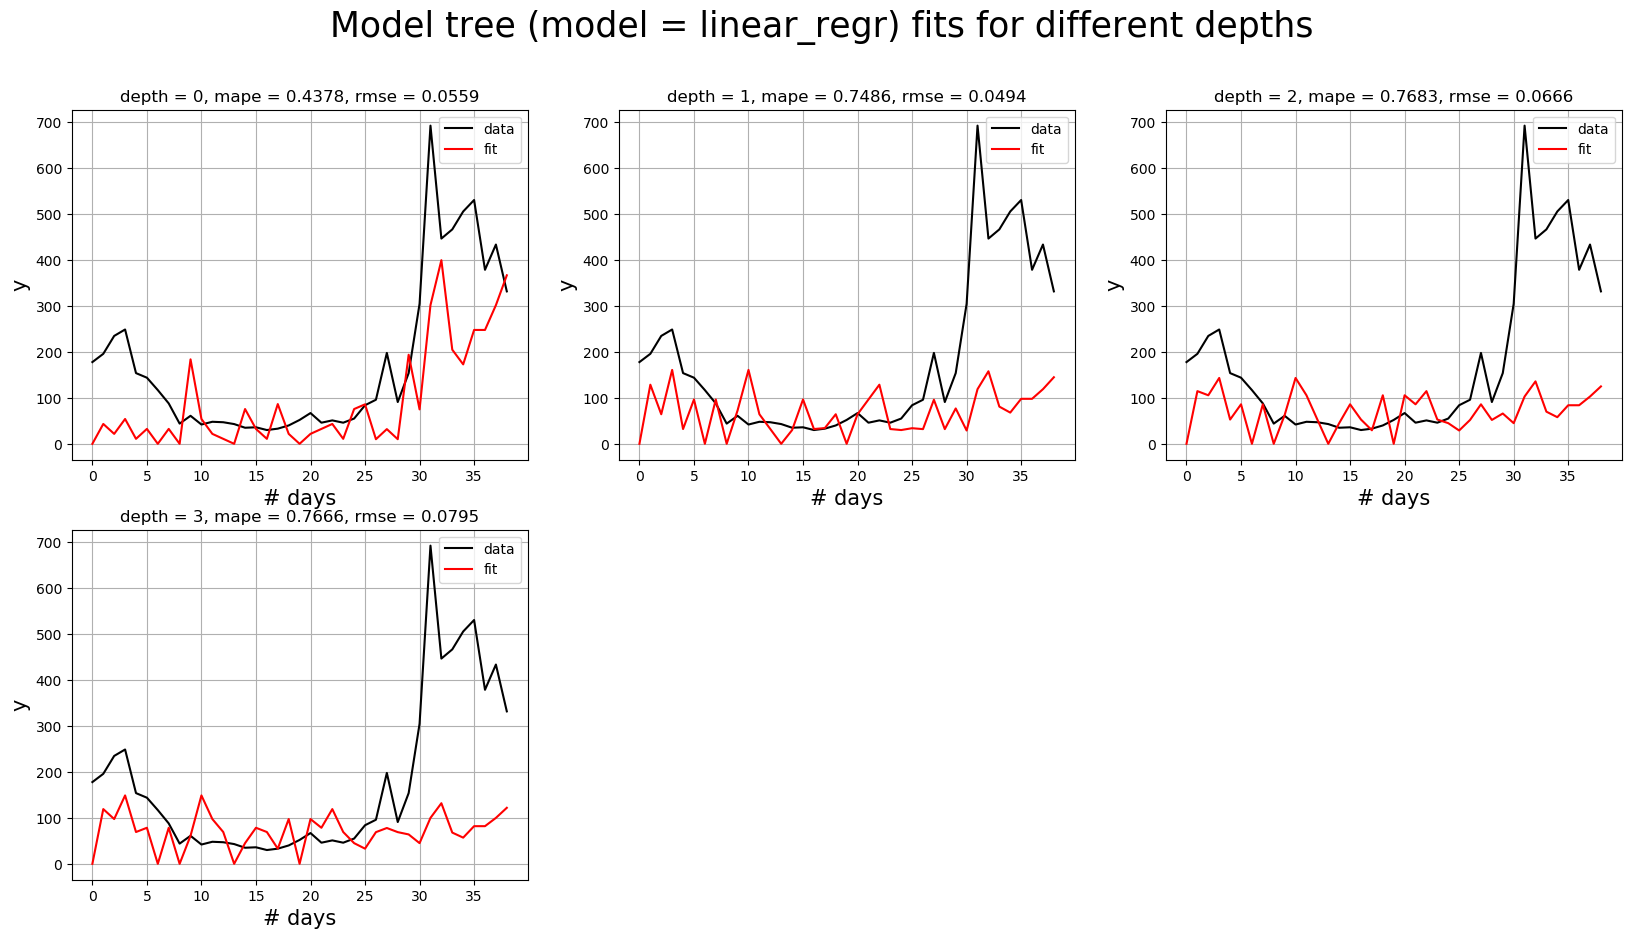 Model tree (model = linear_regr) fits for different depths
depth = 0, mape = 0.4378, rmse = 0.0559
700
600
500
400
300
200
100
0
y
data
fit
0 5 10 15 20 25 30 35
# days
depth = 1, mape = 0.7486, rmse = 0.0494
700
600
500
400
300
200
100
0
y
data
fit
0 5 10 15 20 25 30 35
# days
depth = 2, mape = 0.7683, rmse = 0.0666
700
600
500
400
300
200
100
0
y
data
fit
0 5 10 15 20 25 30 35
# days
depth = 3, mape = 0.7666, rmse = 0.0795
700
600
500
400
300
200
100
0
y
data
fit
0 5 10 15 20 25 30 35
# days